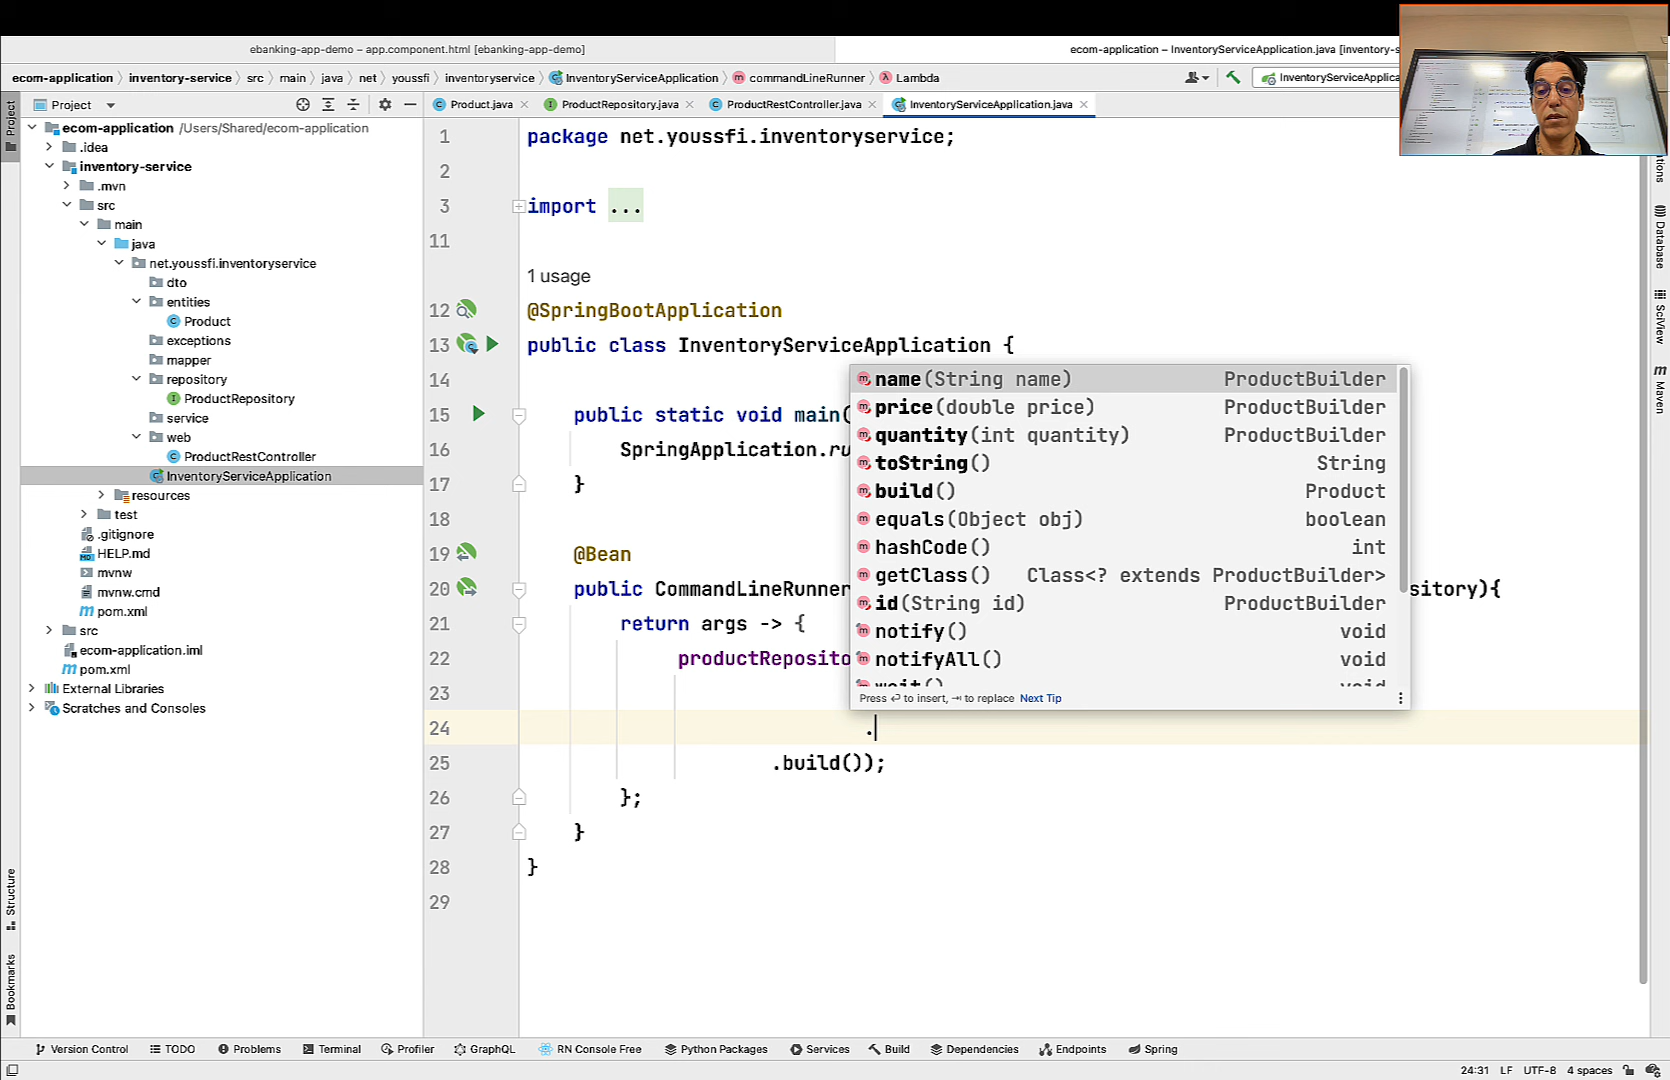 ebanking-app-demo – app.component.html [ebanking-app-demo]
ecom-application – InventoryServiceApplication.java [inventory-s
ecom-application > inventory-service > src > main > java > net > youssfi > inventoryservice > InventoryServiceApplication > commandLineRunner > Lambda
InventoryServiceApplica
Project
Project
Product.java
ProductRepository.java
ProductRestController.java
InventoryServiceApplication.java
ecom-application /Users/Shared/ecom-application
.idea
inventory-service
.mvn
src
main
java
net.youssfi.inventoryservice
dto
entities
Product
exceptions
mapper
repository
ProductRepository
service
web
ProductRestController
InventoryServiceApplication
resources
test
.gitignore
HELP.md
mvnw
mvnw.cmd
pom.xml
src
ecom-application.iml
pom.xml
External Libraries
Scratches and Consoles
Structure
Bookmarks
1 package net.youssfi.inventoryservice;
2
3 import ...
11
1 usage
12 @SpringBootApplication
13 public class InventoryServiceApplication {
14
15 public static void main(
16 SpringApplication.ru
17 }
18
19 @Bean
20 public CommandLineRunner sitory){
21 return args -> {
22 productReposito
23
24 .
25 .build());
26 };
27 }
28 }
29
name(String name) ProductBuilder
price(double price) ProductBuilder
quantity(int quantity) ProductBuilder
toString() String
build() Product
equals(Object obj) boolean
hashCode() int
getClass() Class<? extends ProductBuilder>
id(String id) ProductBuilder
notify() void
notifyAll() void
wait() void
Press ↵ to insert, ⇥ to replace Next Tip
Database
SciView
Maven
Version Control
TODO
Problems
Terminal
Profiler
GraphQL
RN Console Free
Python Packages
Services
Build
Dependencies
Endpoints
Spring
24:31 LF UTF-8 4 spaces